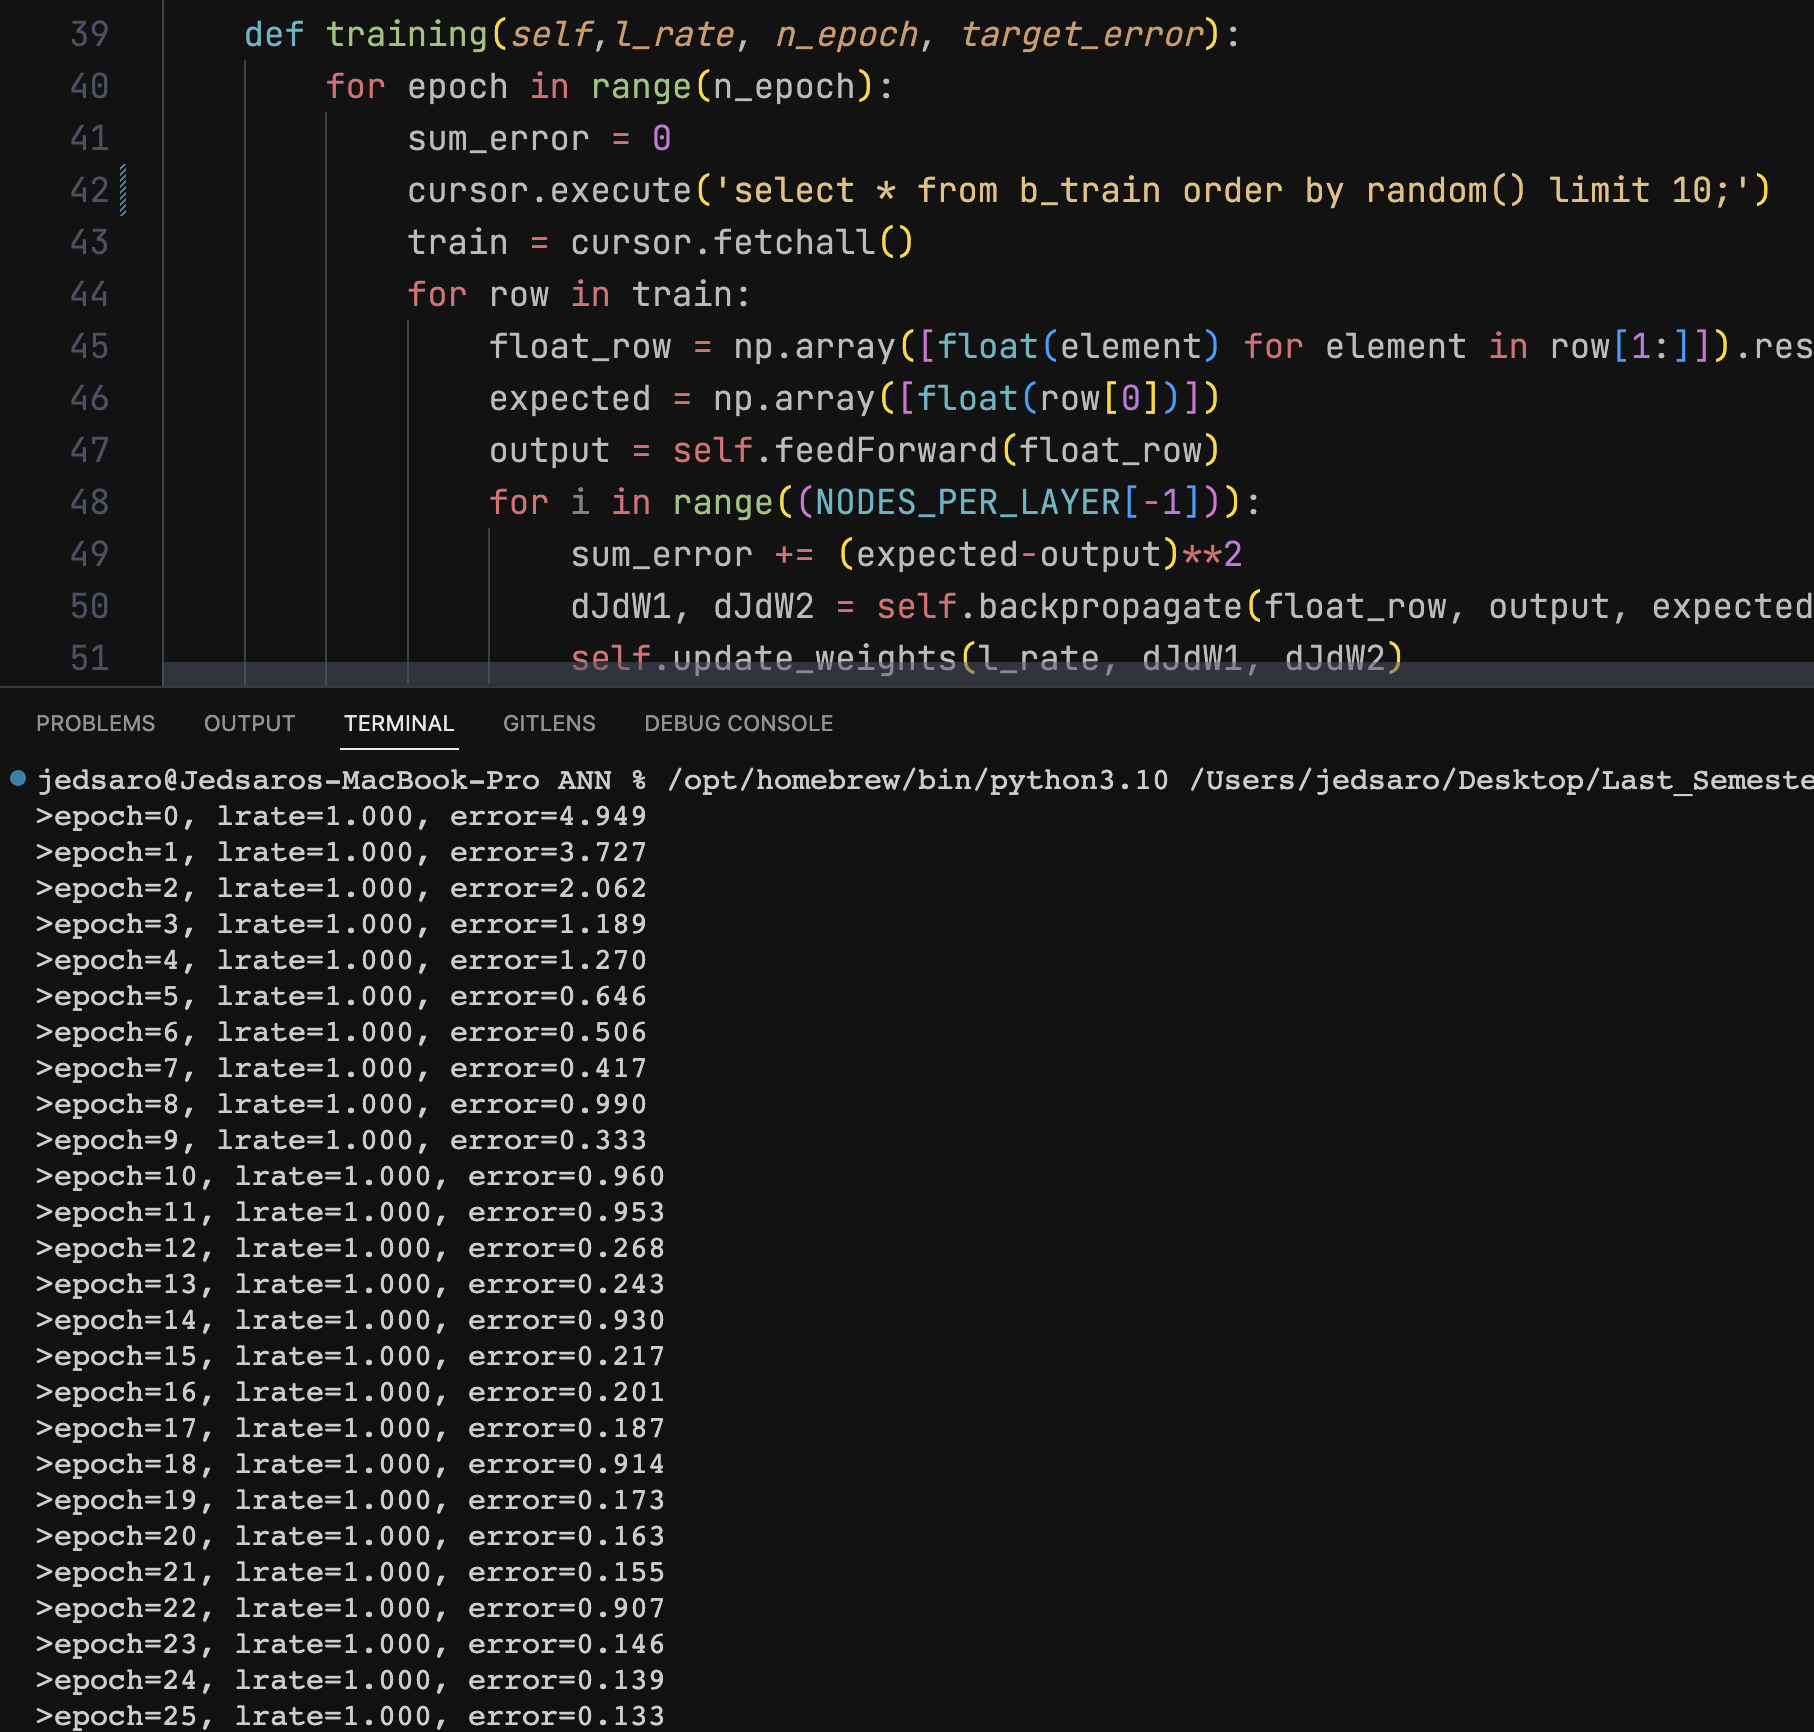 39 def training(self,l_rate, n_epoch, target_error):
40 for epoch in range(n_epoch):
41 sum_error = 0
42 cursor.execute('select * from b_train order by random() limit 10;')
43 train = cursor.fetchall()
44 for row in train:
45 float_row = np.array([float(element) for element in row[1:]]).res
46 expected = np.array([float(row[0])])
47 output = self.feedForward(float_row)
48 for i in range((NODES_PER_LAYER[-1])):
49 sum_error += (expected-output)**2
50 dJdW1, dJdW2 = self.backpropagate(float_row, output, expected
51 self.update_weights(l_rate, dJdW1, dJdW2)
PROBLEMS OUTPUT TERMINAL GITLENS DEBUG CONSOLE
jedsaro@Jedsaros-MacBook-Pro ANN % /opt/homebrew/bin/python3.10 /Users/jedsaro/Desktop/Last_Semeste
>epoch=0, lrate=1.000, error=4.949
>epoch=1, lrate=1.000, error=3.727
>epoch=2, lrate=1.000, error=2.062
>epoch=3, lrate=1.000, error=1.189
>epoch=4, lrate=1.000, error=1.270
>epoch=5, lrate=1.000, error=0.646
>epoch=6, lrate=1.000, error=0.506
>epoch=7, lrate=1.000, error=0.417
>epoch=8, lrate=1.000, error=0.990
>epoch=9, lrate=1.000, error=0.333
>epoch=10, lrate=1.000, error=0.960
>epoch=11, lrate=1.000, error=0.953
>epoch=12, lrate=1.000, error=0.268
>epoch=13, lrate=1.000, error=0.243
>epoch=14, lrate=1.000, error=0.930
>epoch=15, lrate=1.000, error=0.217
>epoch=16, lrate=1.000, error=0.201
>epoch=17, lrate=1.000, error=0.187
>epoch=18, lrate=1.000, error=0.914
>epoch=19, lrate=1.000, error=0.173
>epoch=20, lrate=1.000, error=0.163
>epoch=21, lrate=1.000, error=0.155
>epoch=22, lrate=1.000, error=0.907
>epoch=23, lrate=1.000, error=0.146
>epoch=24, lrate=1.000, error=0.139
>epoch=25, lrate=1.000, error=0.133